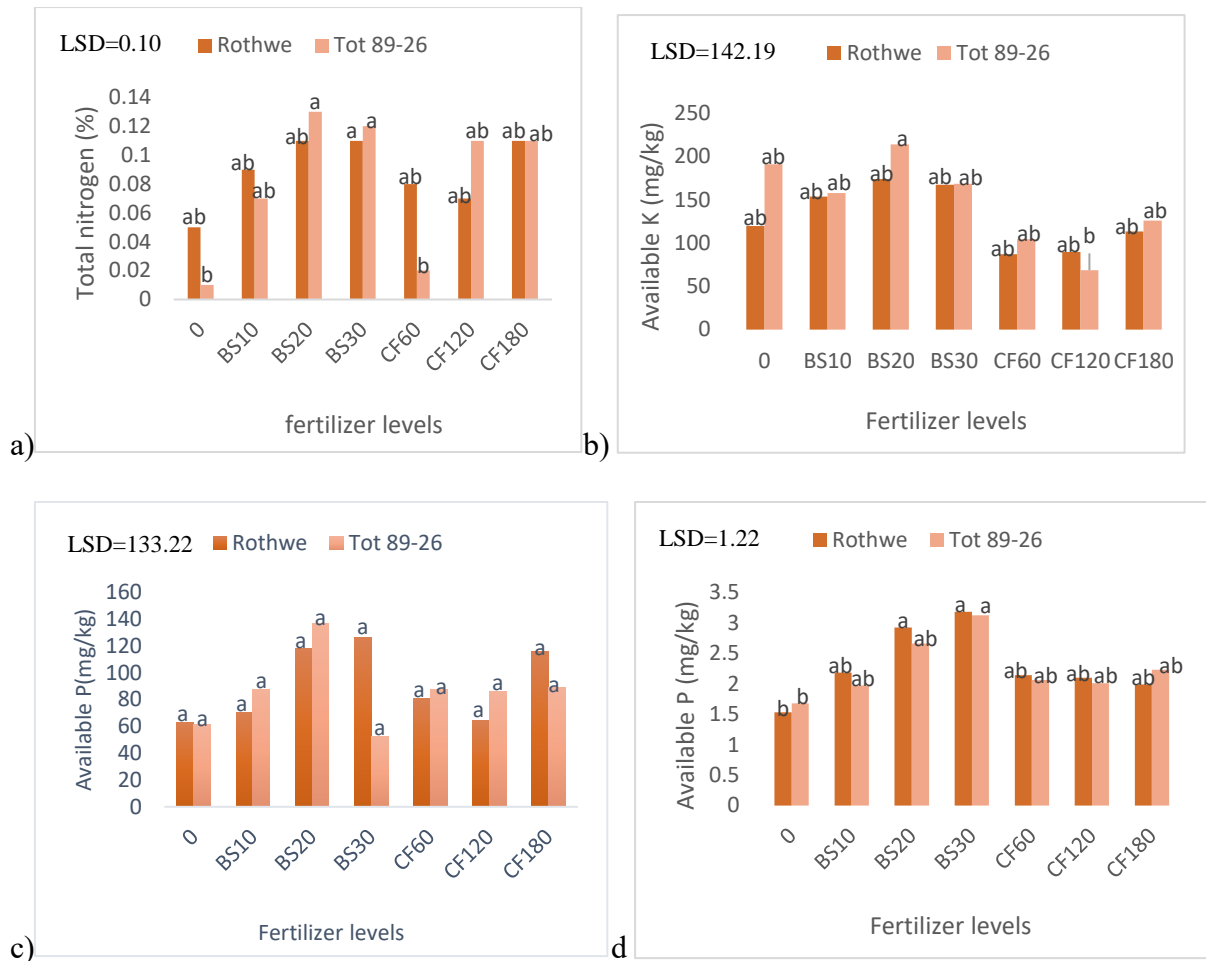 LSD=0.10 Rothwe Tot 89-26
Total nitrogen (%)
0.14
0.12
0.1
0.08
0.06
0.04
0.02
0
ab b ab ab ab a a a ab b ab ab ab ab
0 BS10 BS20 BS30 CF60 CF120 CF180
fertilizer levels
a)
LSD=142.19 Rothwe Tot 89-26
Available K (mg/kg)
250
200
150
100
50
0
ab ab ab ab ab a ab ab ab ab ab b ab ab
0 BS10 BS20 BS30 CF60 CF120 CF180
Fertilizer levels
b)
LSD=133.22 Rothwe Tot 89-26
Available P(mg/kg)
160
140
120
100
80
60
40
20
0
a a a a a a a a a a a a a a
0 BS10 BS20 BS30 CF60 CF120 CF180
Fertilizer levels
c)
LSD=1.22 Rothwe Tot 89-26
Available P (mg/kg)
3.5
3
2.5
2
1.5
1
0.5
0
b b ab ab a ab a a ab ab ab ab ab ab
0 BS10 BS20 BS30 CF60 CF120 CF180
Fertilizer levels
d